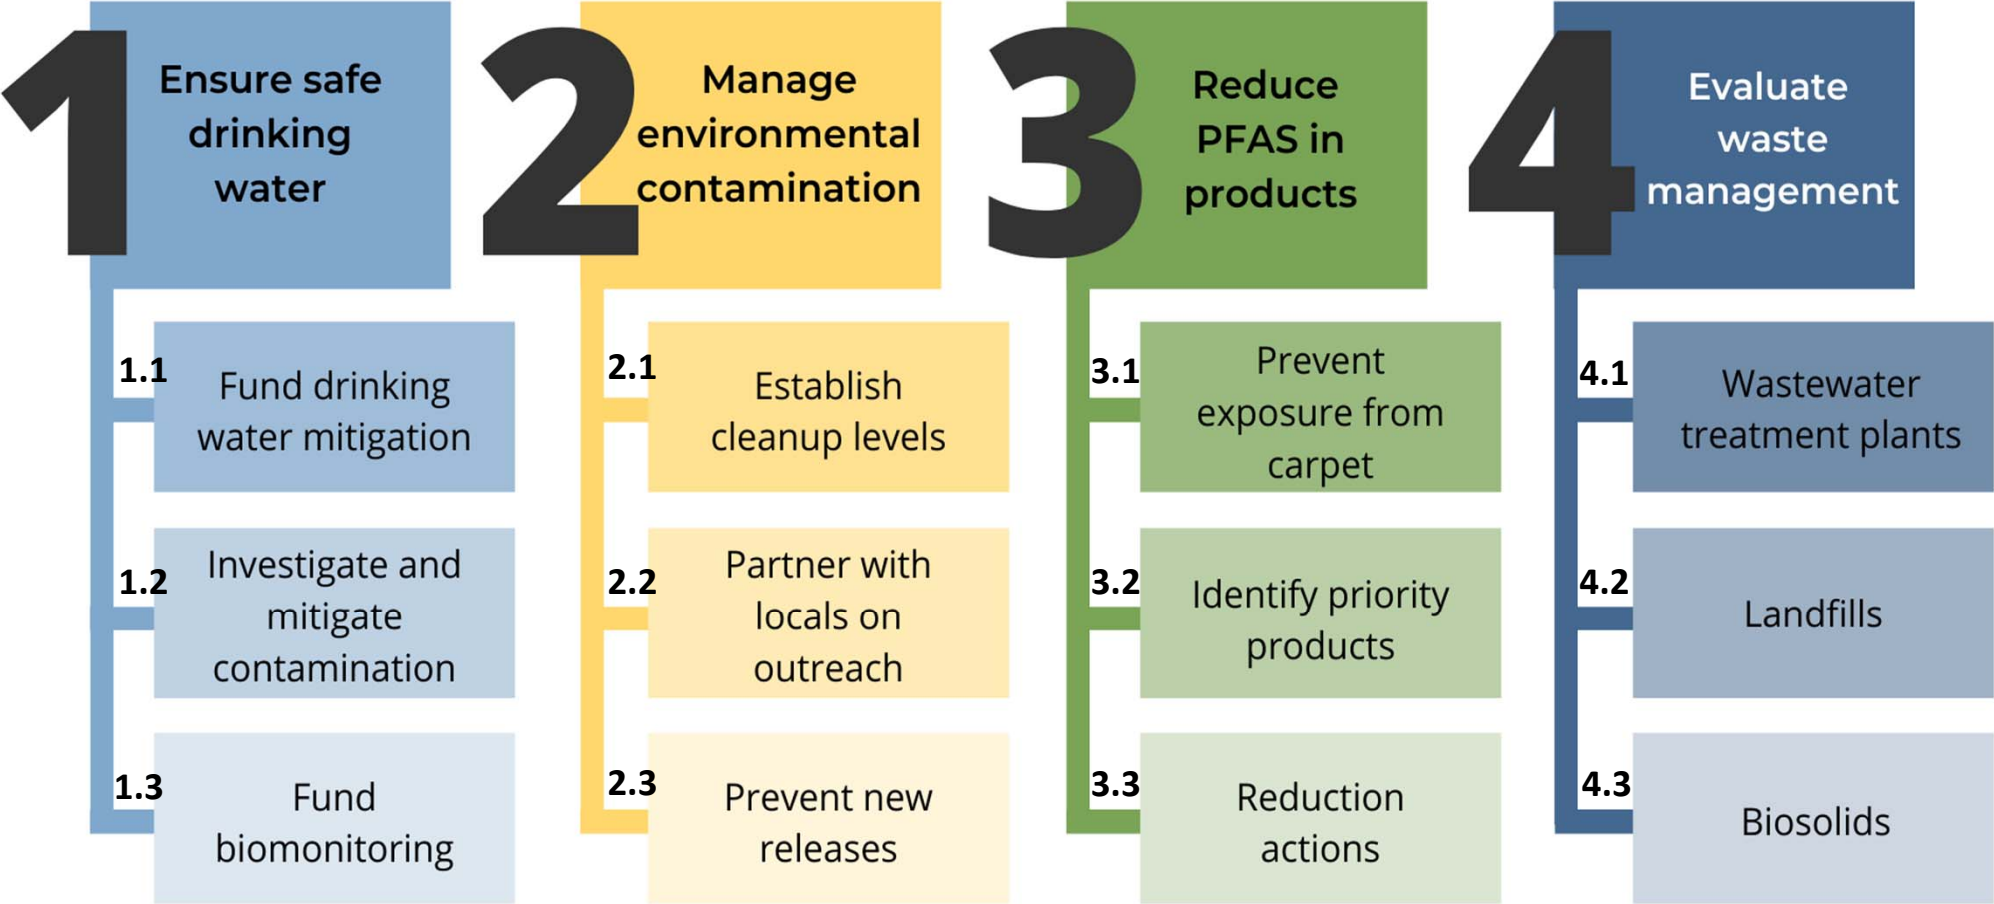 1
Ensure safe
drinking
water
1.1
Fund drinking
water mitigation
1.2
Investigate and
mitigate
contamination
1.3
Fund
biomonitoring
2
Manage
environmental
contamination
2.1
Establish
cleanup levels
2.2
Partner with
locals on
outreach
2.3
Prevent new
releases
3
Reduce
PFAS in
products
3.1
Prevent
exposure from
carpet
3.2
Identify priority
products
3.3
Reduction
actions
4
Evaluate
waste
management
4.1
Wastewater
treatment plants
4.2
Landfills
4.3
Biosolids